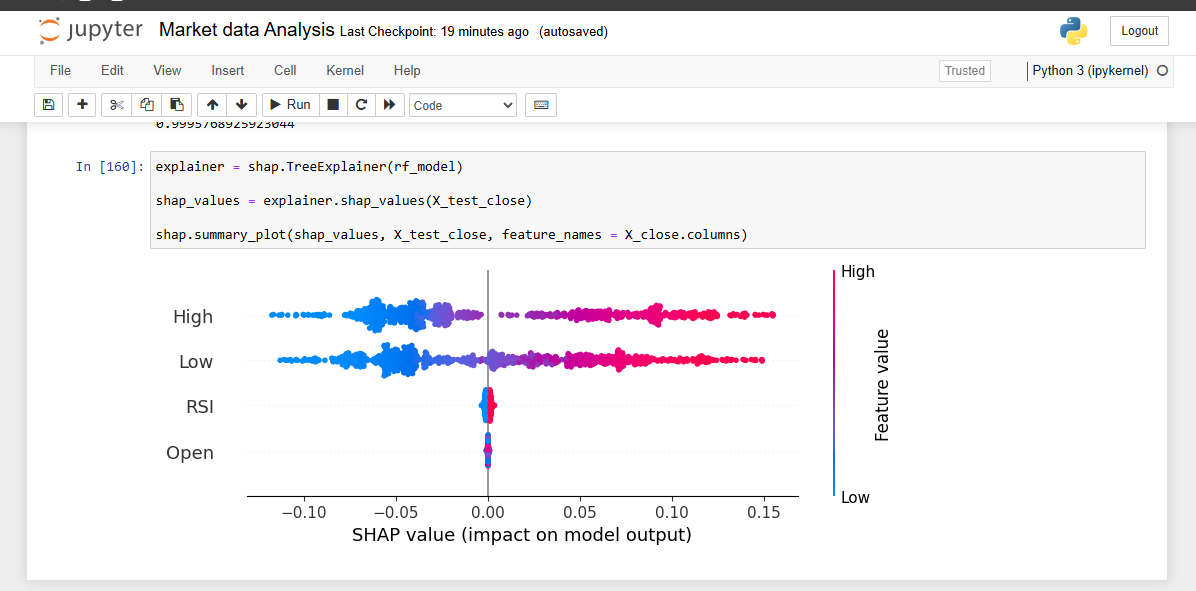 jupyter Market data Analysis Last Checkpoint: 19 minutes ago (autosaved)
Logout
File Edit View Insert Cell Kernel Help
Trusted
Python 3 (ipykernel)
Run
Code
0.9995768925923044
In [160]:
explainer = shap.TreeExplainer(rf_model)
shap_values = explainer.shap_values(X_test_close)
shap.summary_plot(shap_values, X_test_close, feature_names = X_close.columns)
High
High
Low
RSI
Open
Feature value
Low
−0.10 −0.05 0.00 0.05 0.10 0.15
SHAP value (impact on model output)